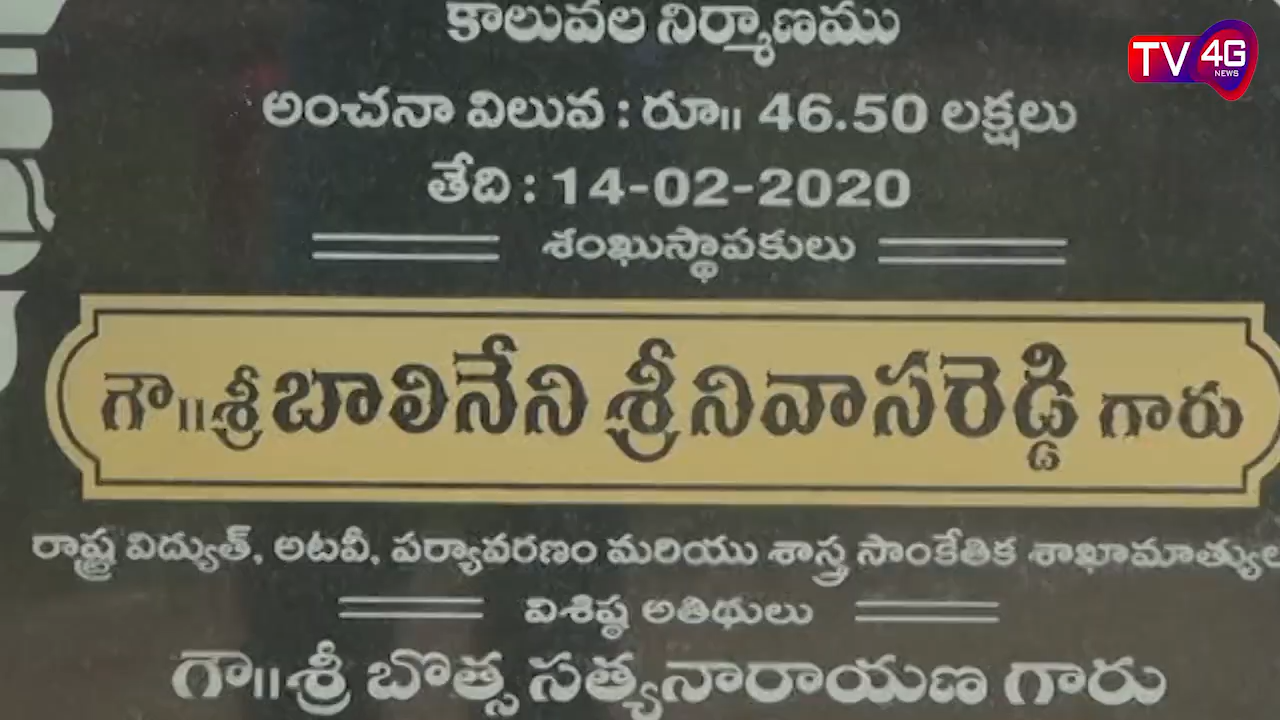 కాలువల నిర్మాణము
TV 4G NEWS
అంచనా విలువ : రూ॥ 46.50 లక్షలు
తేది : 14-02-2020
శంఖుస్థాపకులు
గౌ॥శ్రీ బాలినేని శ్రీనివాసరెడ్డి గారు
రాష్ట్ర విద్యుత్, అటవీ, పర్యావరణం మరియు శాస్త్ర సాంకేతిక
విశిష్ఠ అతిథులు
గౌ॥శ్రీ బొత్స సత్యనారాయణ గారు